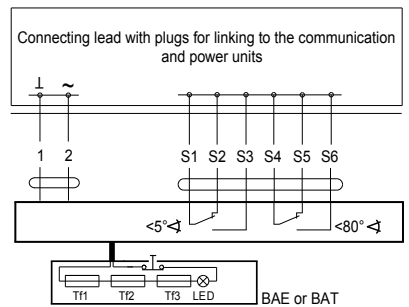 Connecting lead with plugs for linking to the communication
and power units
⊥ ~
1 2 S1 S2 S3 S4 S5 S6
<5° ∢ <80° ∢
Tf1 Tf2 Tf3 LED BAE or BAT